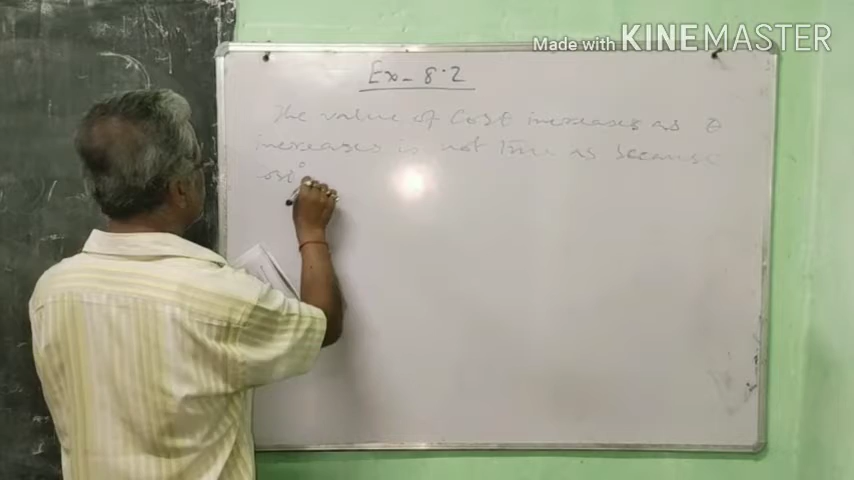 Made with KINEMASTER
Ex - 8.2
The value of Cosθ increases as θ
increases is not true as because